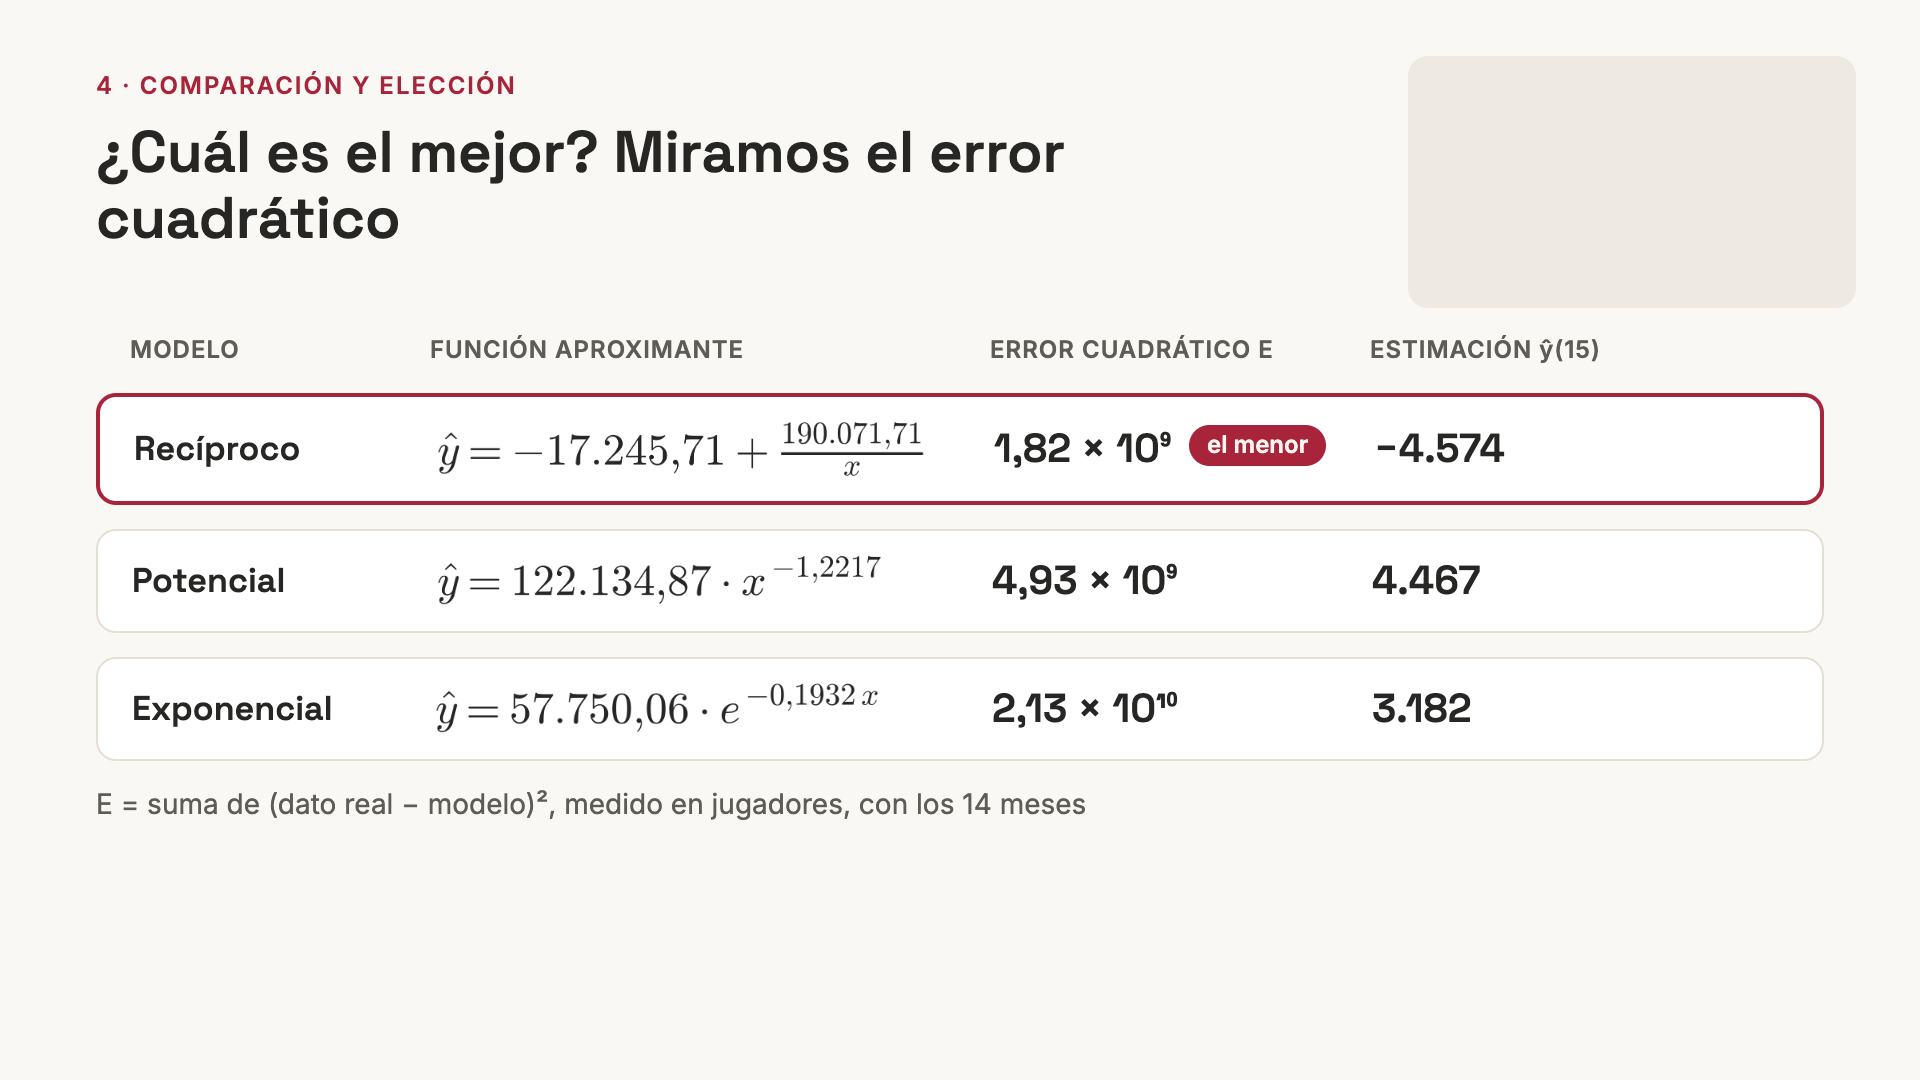 4 · COMPARACIÓN Y ELECCIÓN
¿Cuál es el mejor? Miramos el error
cuadrático
MODELO FUNCIÓN APROXIMANTE ERROR CUADRÁTICO E ESTIMACIÓN ŷ(15)
Recíproco ŷ = −17.245,71 + 190.071,71/x 1,82 × 10⁹ el menor −4.574
Potencial ŷ = 122.134,87 · x^−1,2217 4,93 × 10⁹ 4.467
Exponencial ŷ = 57.750,06 · e^−0,1932 x 2,13 × 10¹⁰ 3.182
E = suma de (dato real − modelo)², medido en jugadores, con los 14 meses